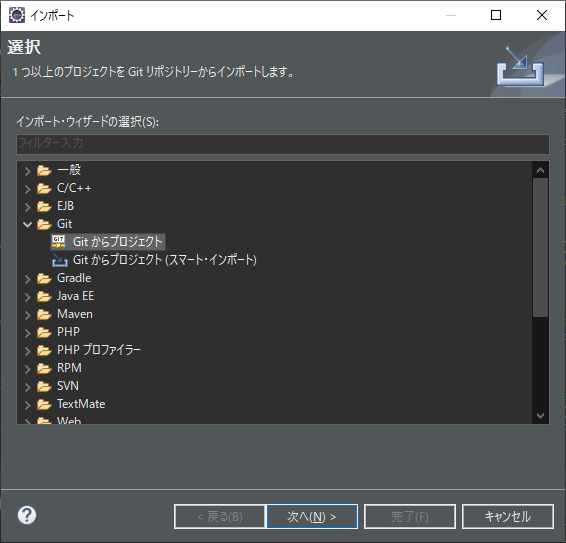 インポート
選択
1 つ以上のプロジェクトを Git リポジトリーからインポートします。
インポート・ウィザードの選択(S):
フィルター入力
一般
C/C++
EJB
Git
GIT
Git からプロジェクト
Git からプロジェクト (スマート・インポート)
Gradle
Java EE
Maven
PHP
PHP プロファイラー
RPM
SVN
TextMate
Web
?
< 戻る(B)
次へ(N) >
完了(F)
キャンセル